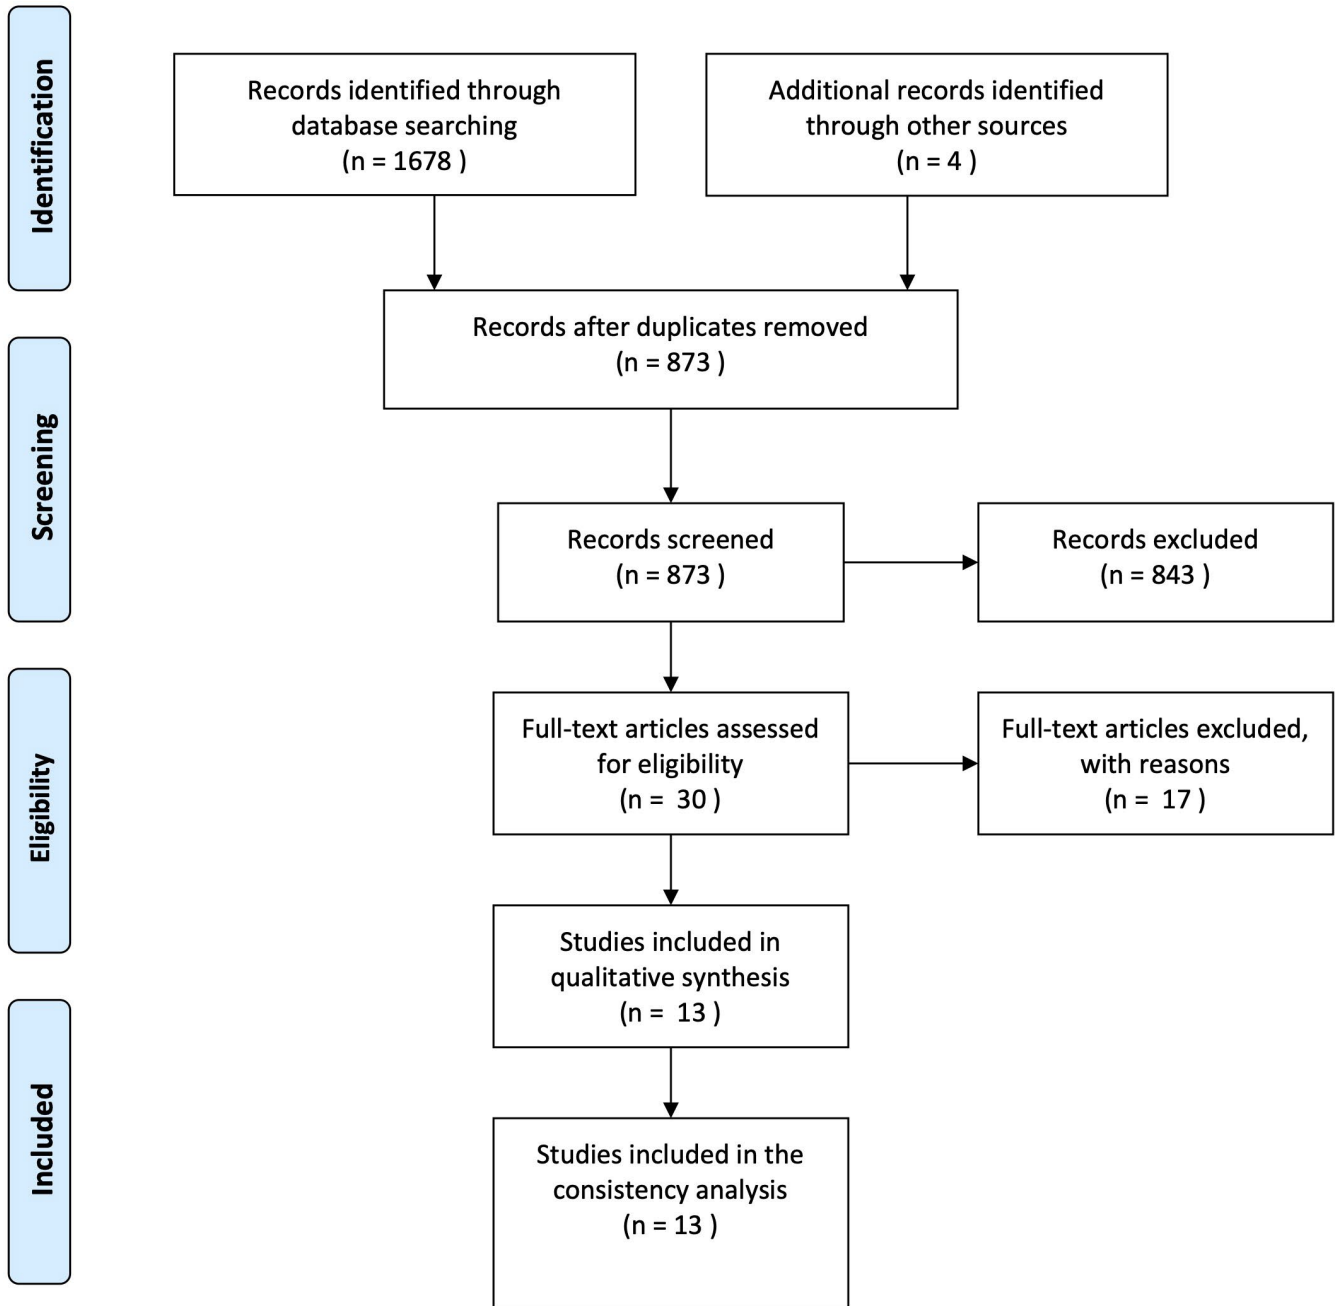 Identification
Records identified through
database searching
(n = 1678 )
Additional records identified
through other sources
(n = 4 )
Records after duplicates removed
(n = 873 )
Screening
Records screened
(n = 873 )
Records excluded
(n = 843 )
Eligibility
Full-text articles assessed
for eligibility
(n =  30 )
Full-text articles excluded,
with reasons
(n =  17 )
Studies included in
qualitative synthesis
(n =  13 )
Included
Studies included in the
consistency analysis
(n = 13 )